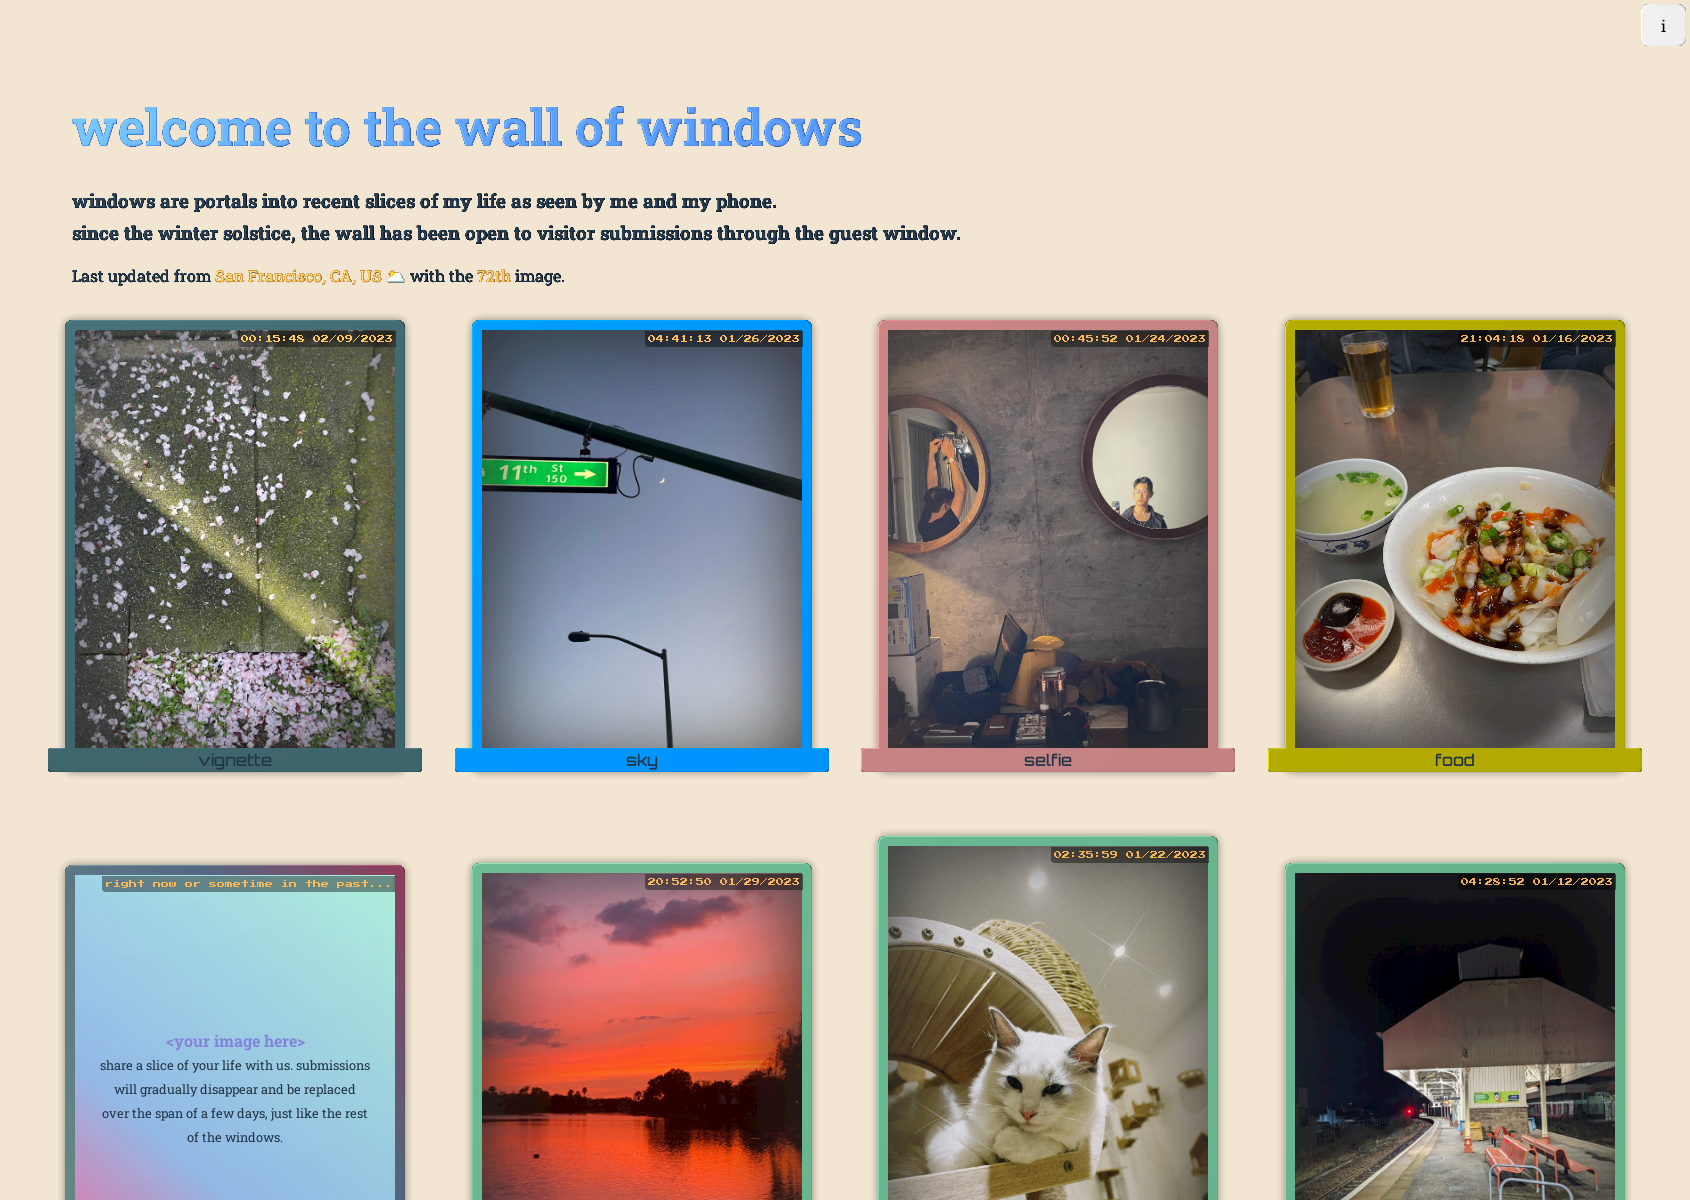 i
welcome to the wall of windows
windows are portals into recent slices of my life as seen by me and my phone.
since the winter solstice, the wall has been open to visitor submissions through the guest window.
Last updated from San Francisco, CA, US ⛅ with the 72th image.
00:15:48 02/09/2023
04:41:13 01/26/2023
00:45:52 01/24/2023
21:04:18 01/16/2023
11th St 150 →
vignette
sky
selfie
food
right now or sometime in the past...
20:52:50 01/29/2023
02:35:59 01/22/2023
04:28:52 01/12/2023
<your image here>
share a slice of your life with us. submissions
will gradually disappear and be replaced
over the span of a few days, just like the rest
of the windows.